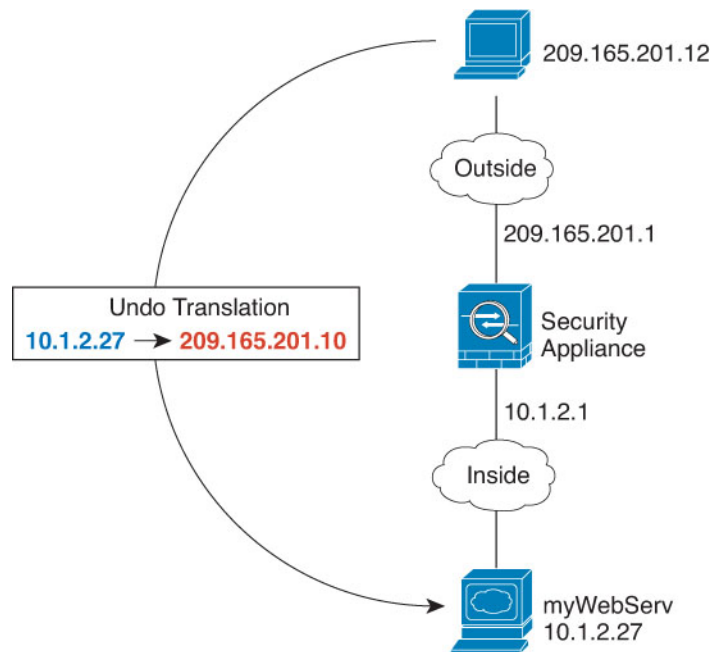 209.165.201.12
Outside
209.165.201.1
Undo Translation
10.1.2.27 → 209.165.201.10
Security
Appliance
10.1.2.1
Inside
myWebServ
10.1.2.27